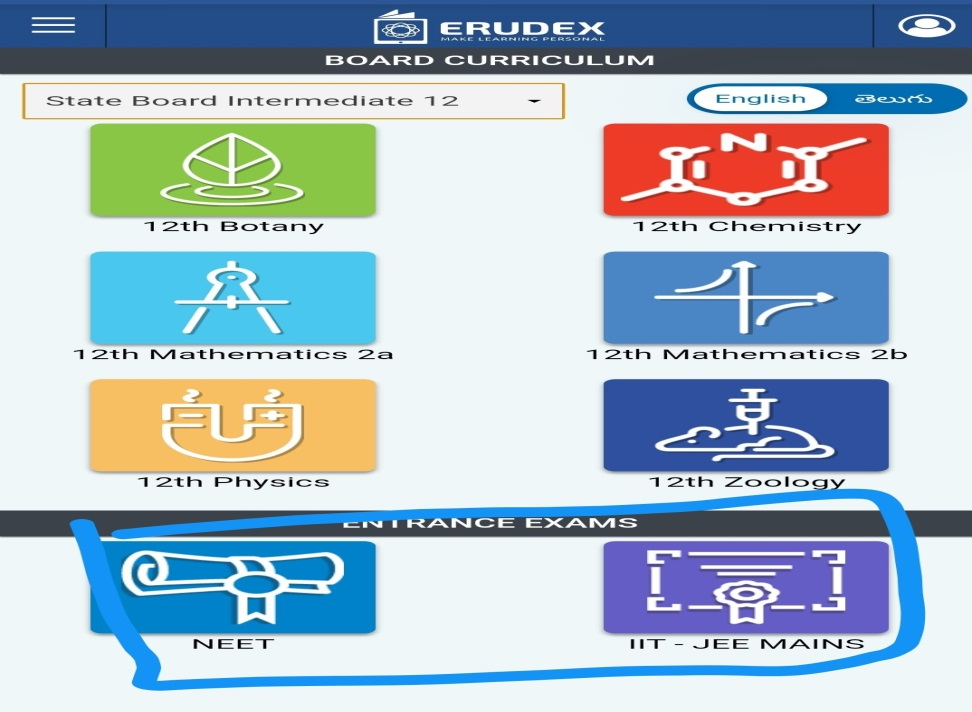 ERUDEX
MAKE LEARNING PERSONAL
BOARD CURRICULUM
State Board Intermediate 12
English తెలుగు
12th Botany 12th Chemistry
12th Mathematics 2a 12th Mathematics 2b
12th Physics 12th Zoology
ENTRANCE EXAMS
NEET IIT - JEE MAINS